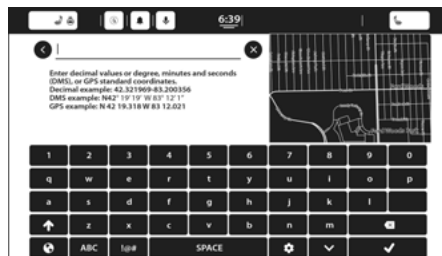 6:39
Enter decimal values or degree, minutes and seconds
(DMS), or GPS standard coordinates.
Decimal example: 42.321969-83.200356
DMS example: N42° 19' 19" W 83° 12' 1"
GPS example: N 42 19.318 W 83 12.021
1 2 3 4 5 6 7 8 9 0
q w e r t y u i o p
a s d f g h j k l
z x c v b n m
ABC !@# SPACE